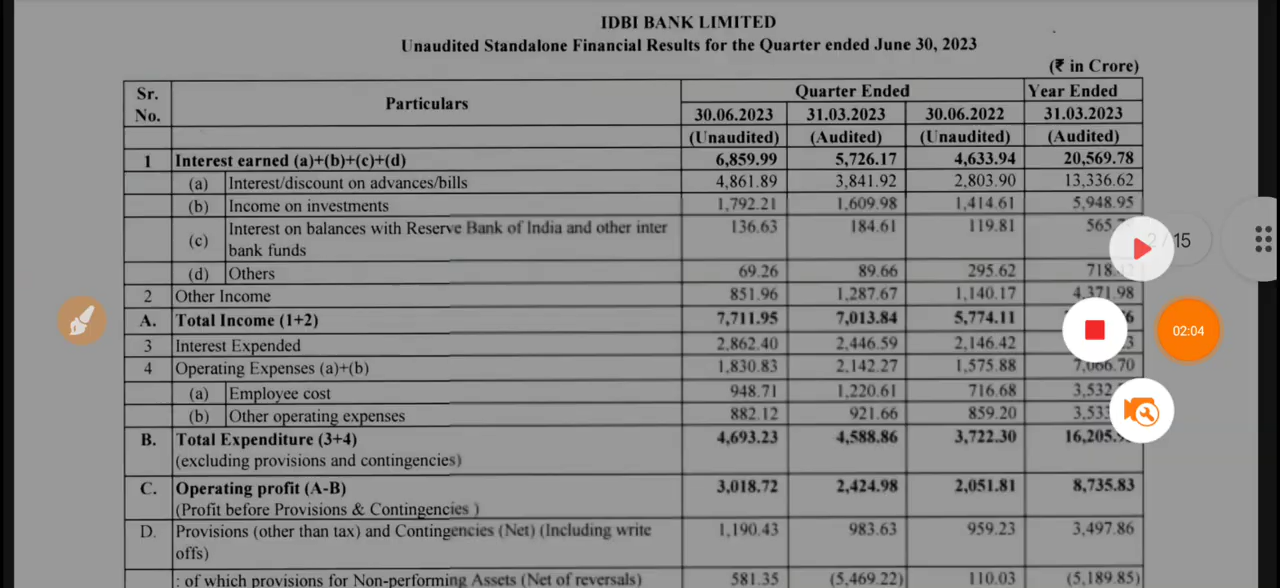 IDBI BANK LIMITED
Unaudited Standalone Financial Results for the Quarter ended June 30, 2023
(₹ in Crore)
Sr. No. Particulars Quarter Ended Year Ended
30.06.2023 31.03.2023 30.06.2022 31.03.2023
(Unaudited) (Audited) (Unaudited) (Audited)
1 Interest earned (a)+(b)+(c)+(d) 6,859.99 5,726.17 4,633.94 20,569.78
(a) Interest/discount on advances/bills 4,861.89 3,841.92 2,803.90 13,336.62
(b) Income on investments 1,792.21 1,609.98 1,414.61 5,948.95
(c) Interest on balances with Reserve Bank of India and other inter 136.63 184.61 119.81 565
bank funds
2/15
(d) Others 69.26 89.66 295.62 718
2 Other Income 851.96 1,287.67 1,140.17 4,371.98
A. Total Income (1+2) 7,711.95 7,013.84 5,774.11 6
02:04
3 Interest Expended 2,862.40 2,446.59 2,146.42 3
4 Operating Expenses (a)+(b) 1,830.83 2,142.27 1,575.88 7,066.70
(a) Employee cost 948.71 1,220.61 716.68 3,532
(b) Other operating expenses 882.12 921.66 859.20 3,53
B. Total Expenditure (3+4) 4,693.23 4,588.86 3,722.30 16,205.
(excluding provisions and contingencies)
C. Operating profit (A-B) 3,018.72 2,424.98 2,051.81 8,735.83
(Profit before Provisions & Contingencies )
D. Provisions (other than tax) and Contingencies (Net) (Including write 1,190.43 983.63 959.23 3,497.86
offs)
: of which provisions for Non-performing Assets (Net of reversals) 581.35 (5,469.22) 110.03 (5,189.85)